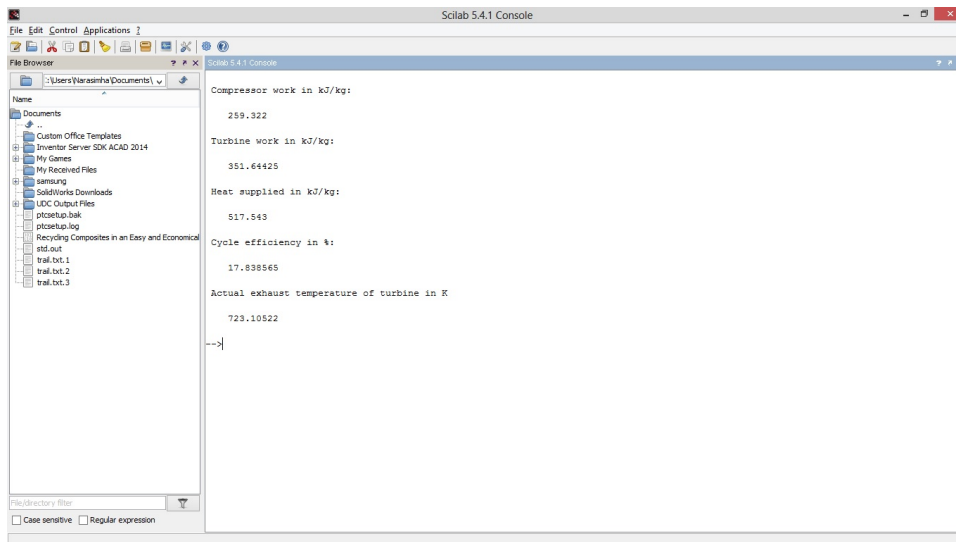 Scilab 5.4.1 Console
File Edit Control Applications ?
File Browser
Scilab 5.4.1 Console
:\Users\Narasimha\Documents\
Name
Documents
..
Custom Office Templates
Inventor Server SDK ACAD 2014
My Games
My Received Files
samsung
SolidWorks Downloads
UDC Output Files
ptcsetup.bak
ptcsetup.log
Recycling Composites in an Easy and Economical
std.out
trail.txt.1
trail.txt.2
trail.txt.3
File/directory filter
Case sensitive Regular expression
Compressor work in kJ/kg:
259.322
Turbine work in kJ/kg:
351.64425
Heat supplied in kJ/kg:
517.543
Cycle efficiency in %:
17.838565
Actual exhaust temperature of turbine in K
723.10522
-->